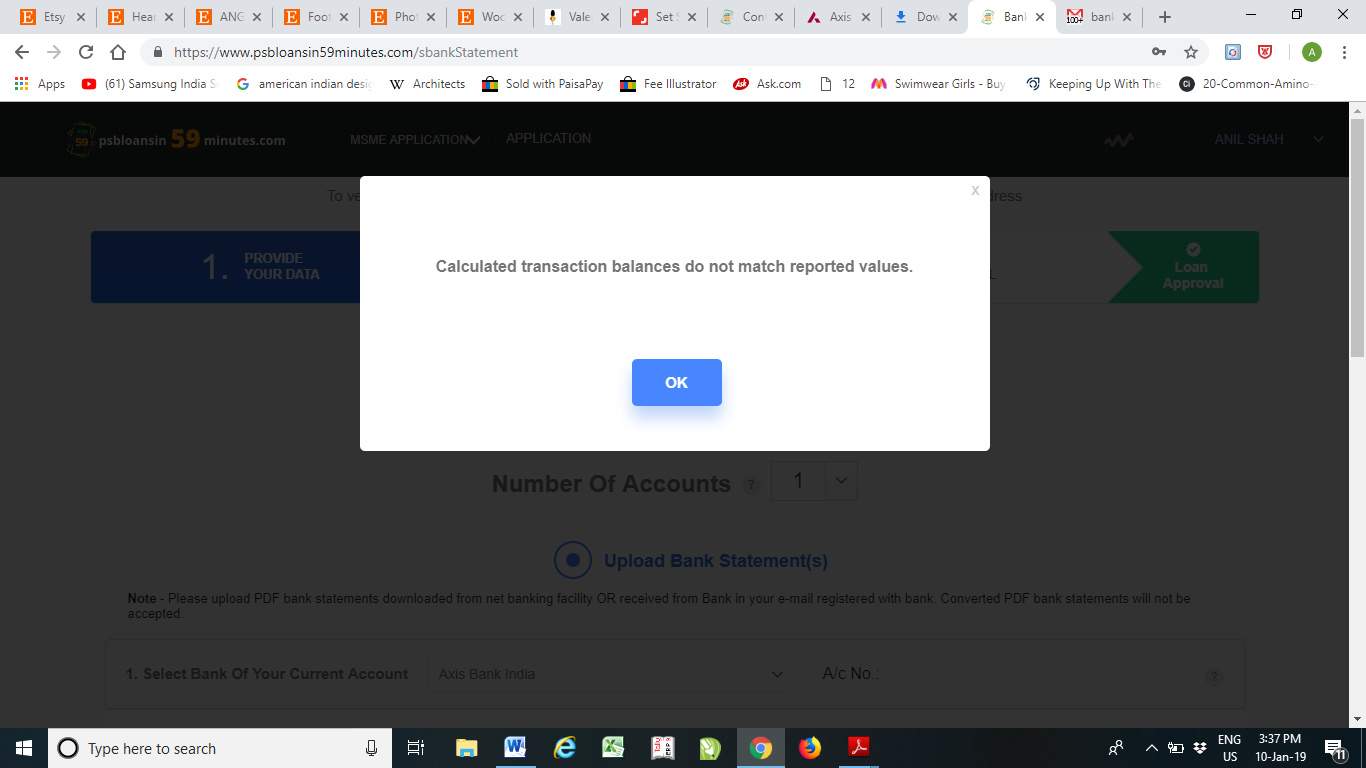 Etsy
Hear
ANG
Foot
Phot
Woo
Vale
Set S
Cont
Axis
Dow
Bank
100+
bank
https://www.psbloansin59minutes.com/sbankStatement
A
Apps
(61) Samsung India S
american indian desig
W Architects
Sold with PaisaPay
Fee Illustrator
Ask Ask.com
12
Swimwear Girls - Buy
Keeping Up With The
CI 20-Common-Amino-
psbloansin 59 minutes.com
MSME APPLICATION
APPLICATION
ANIL SHAH
To ve
dress
X
1. PROVIDE
YOUR DATA
Calculated transaction balances do not match reported values.
OK
Loan
Approval
Number Of Accounts ? 1
Upload Bank Statement(s)
Note - Please upload PDF bank statements downloaded from net banking facility OR received from Bank in your e-mail registered with bank. Converted PDF bank statements will not be
accepted.
1. Select Bank Of Your Current Account
Axis Bank India
A/c No.:
?
Type here to search
ENG
US
3:37 PM
10-Jan-19
11